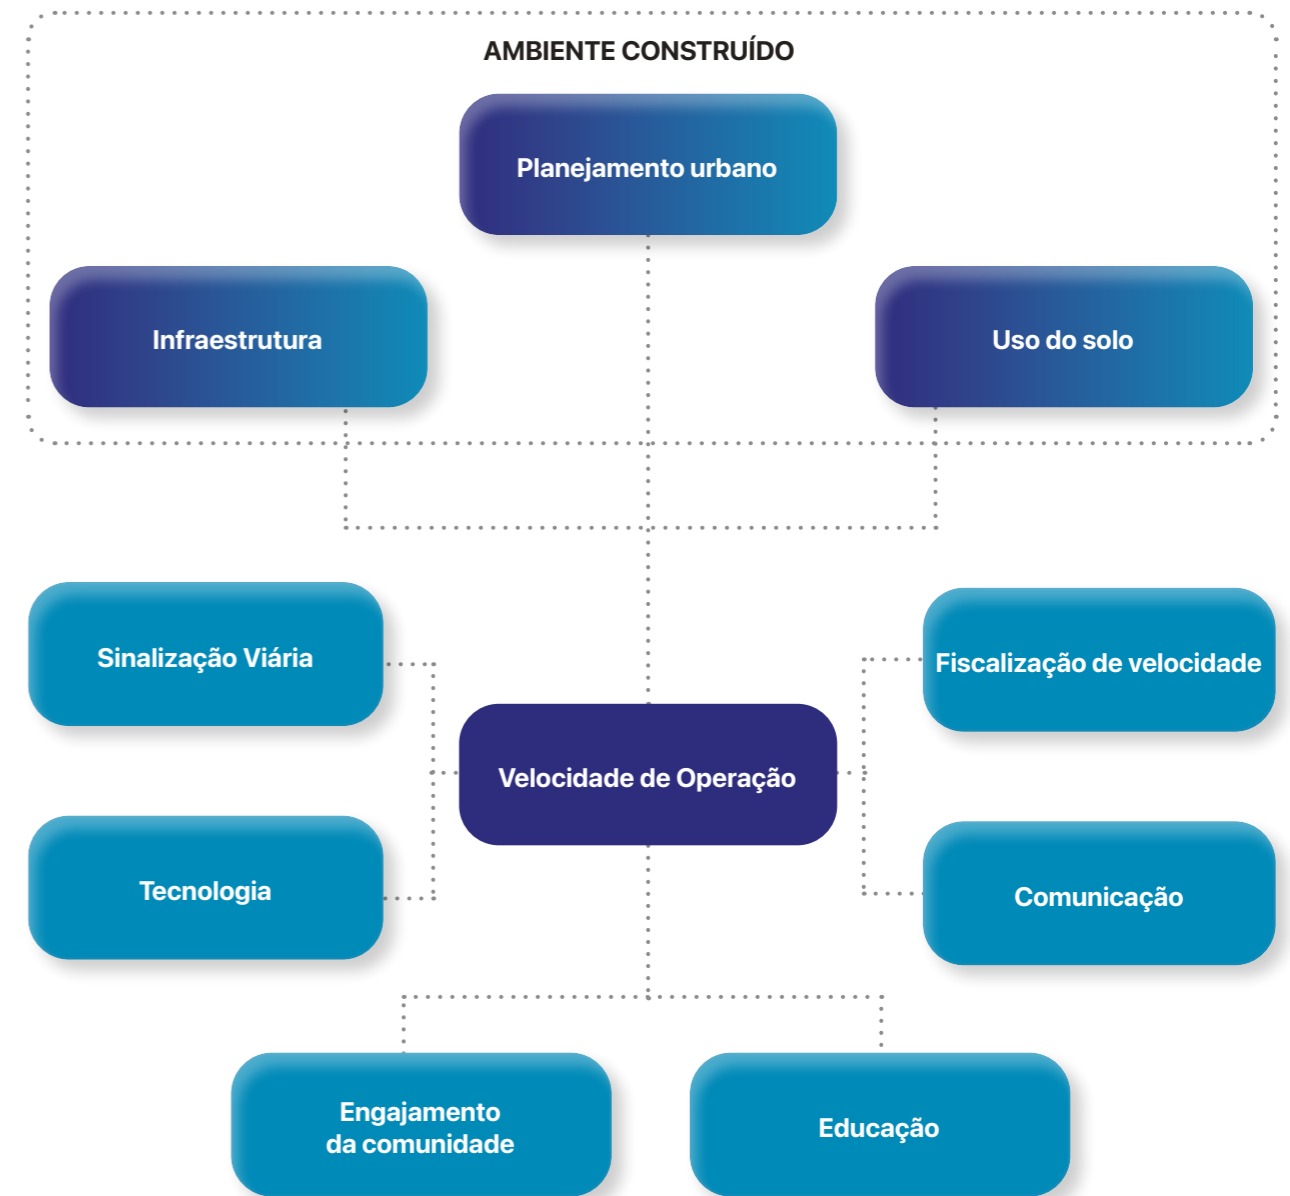 AMBIENTE CONSTRUÍDO
Planejamento urbano
Infraestrutura
Uso do solo
Sinalização Viária
Fiscalização de velocidade
Velocidade de Operação
Tecnologia
Comunicação
Engajamento
da comunidade
Educação